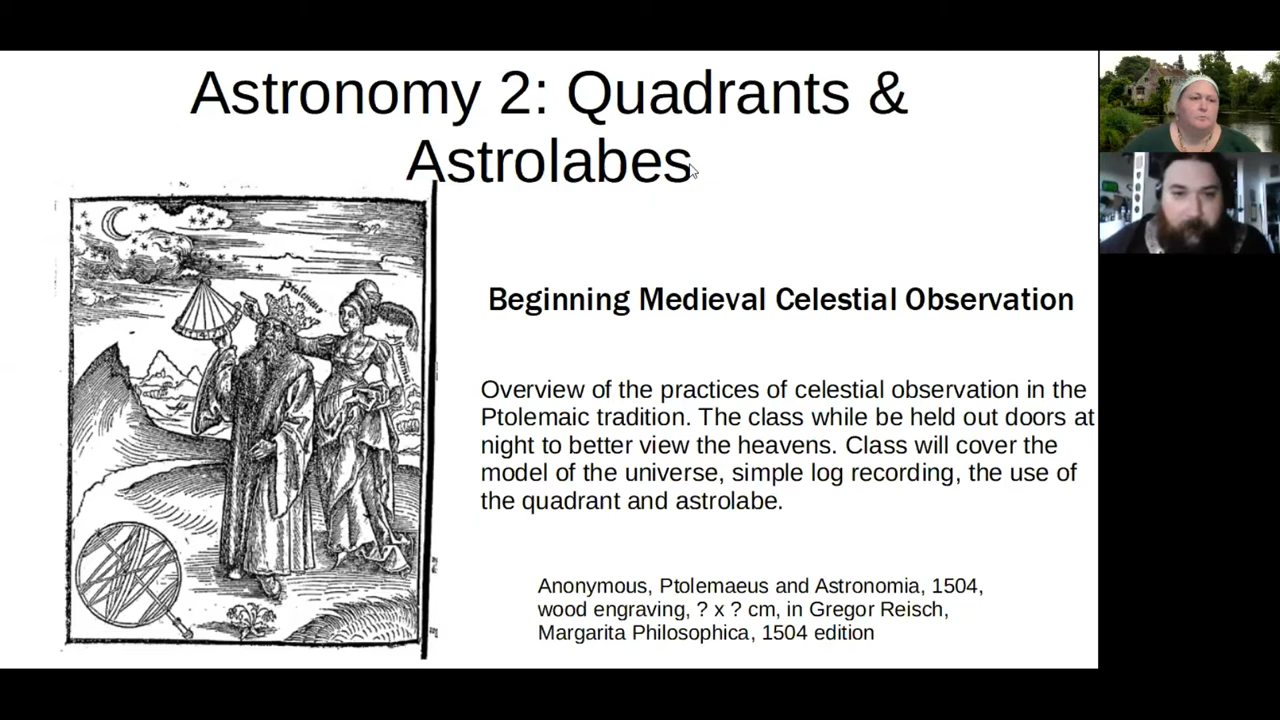 Astronomy 2: Quadrants &
Astrolabes
Ptolemeus
Beginning Medieval Celestial Observation
Overview of the practices of celestial observation in the
Ptolemaic tradition. The class while be held out doors at
night to better view the heavens. Class will cover the
model of the universe, simple log recording, the use of
the quadrant and astrolabe.
Anonymous, Ptolemaeus and Astronomia, 1504,
wood engraving, ? x ? cm, in Gregor Reisch,
Margarita Philosophica, 1504 edition